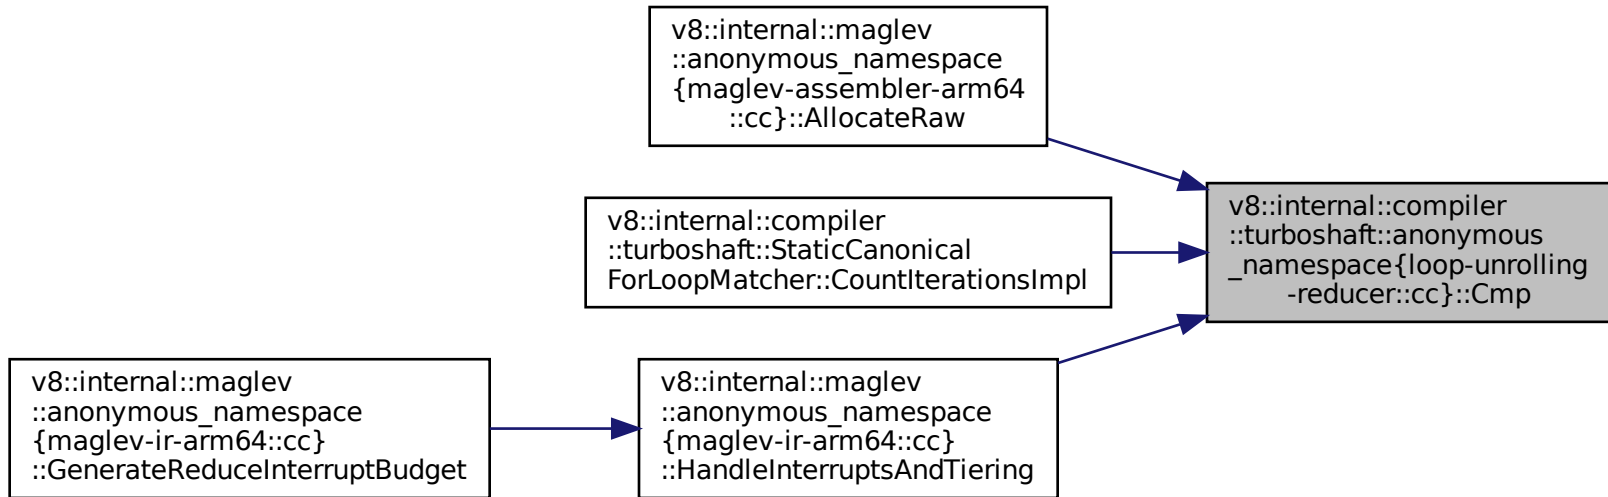 v8::internal::maglev
::anonymous_namespace
{maglev-assembler-arm64
::cc}::AllocateRaw
v8::internal::compiler
::turboshaft::StaticCanonical
ForLoopMatcher::CountIterationsImpl
v8::internal::compiler
::turboshaft::anonymous
_namespace{loop-unrolling
-reducer::cc}::Cmp
v8::internal::maglev
::anonymous_namespace
{maglev-ir-arm64::cc}
::GenerateReduceInterruptBudget
v8::internal::maglev
::anonymous_namespace
{maglev-ir-arm64::cc}
::HandleInterruptsAndTiering